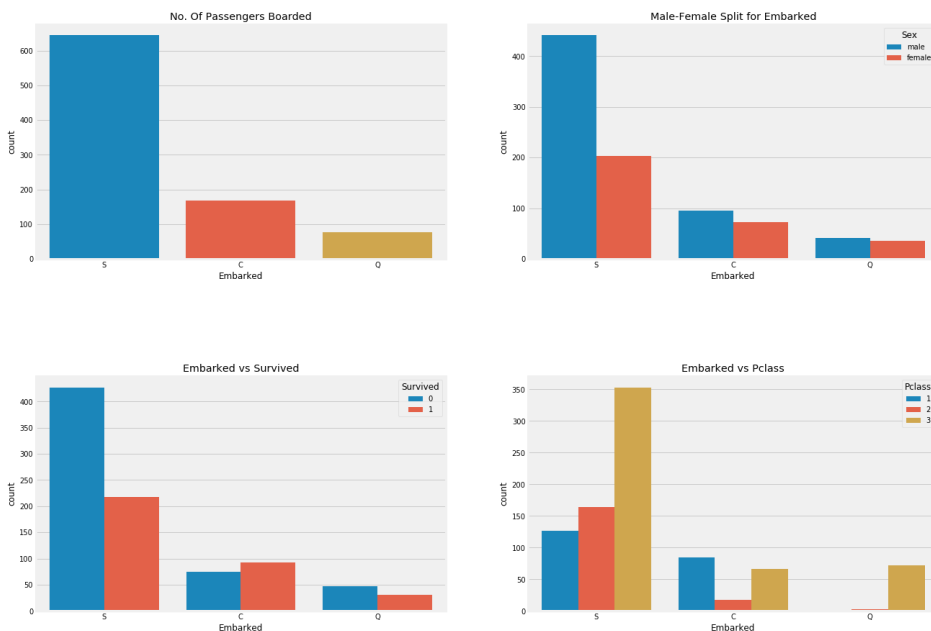 No. Of Passengers Boarded
600
500
400
300
200
100
0
count
S C Q
Embarked
Male-Female Split for Embarked
Sex
male
female
400
300
200
100
0
count
S C Q
Embarked
Embarked vs Survived
Survived
0
1
400
350
300
250
200
150
100
50
0
count
S C Q
Embarked
Embarked vs Pclass
Pclass
1
2
3
350
300
250
200
150
100
50
0
count
S C Q
Embarked